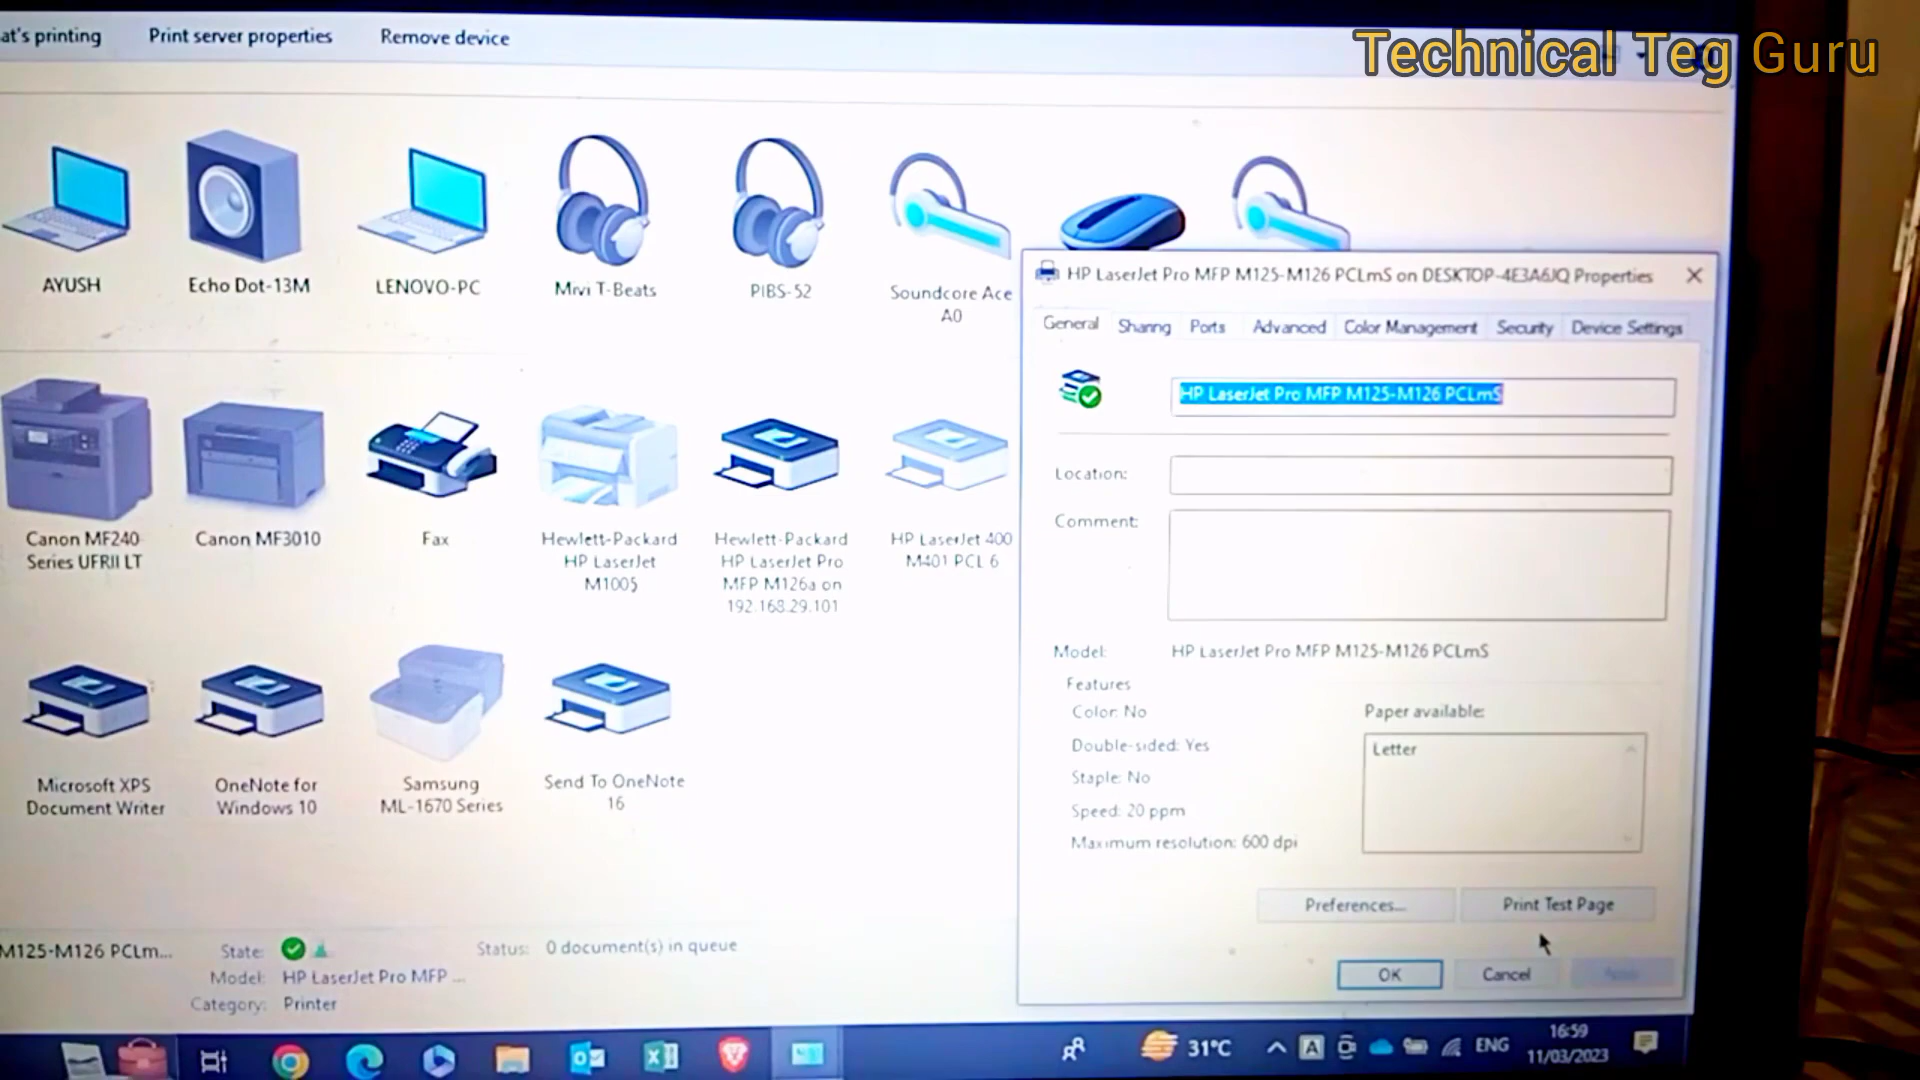 at's printing
Print server properties
Remove device
Technical Teg Guru
AYUSH
Echo Dot-13M
LENOVO-PC
Mivi T-Beats
PIBS-52
Soundcore Ace
A0
Canon MF240
Series UFRII LT
Canon MF3010
Fax
Hewlett-Packard
HP LaserJet
M1005
Hewlett-Packard
HP LaserJet Pro
MFP M126a on
192.168.29.101
HP LaserJet 400
M401 PCL 6
Microsoft XPS
Document Writer
OneNote for
Windows 10
Samsung
ML-1670 Series
Send To OneNote
16
HP LaserJet Pro MFP M125-M126 PCLmS on DESKTOP-4E3A6JQ Properties
General
Sharing
Ports
Advanced
Color Management
Security
Device Settings
HP LaserJet Pro MFP M125-M126 PCLmS
Location:
Comment:
Model:
HP LaserJet Pro MFP M125-M126 PCLmS
Features
Color: No
Double-sided: Yes
Staple: No
Speed: 20 ppm
Maximum resolution: 600 dpi
Paper available:
Letter
Preferences...
Print Test Page
OK
Cancel
M125-M126 PCLm...
State:
Status: 0 document(s) in queue
Model: HP LaserJet Pro MFP ...
Category: Printer
31°C
A
ENG
16:59
11/03/2023